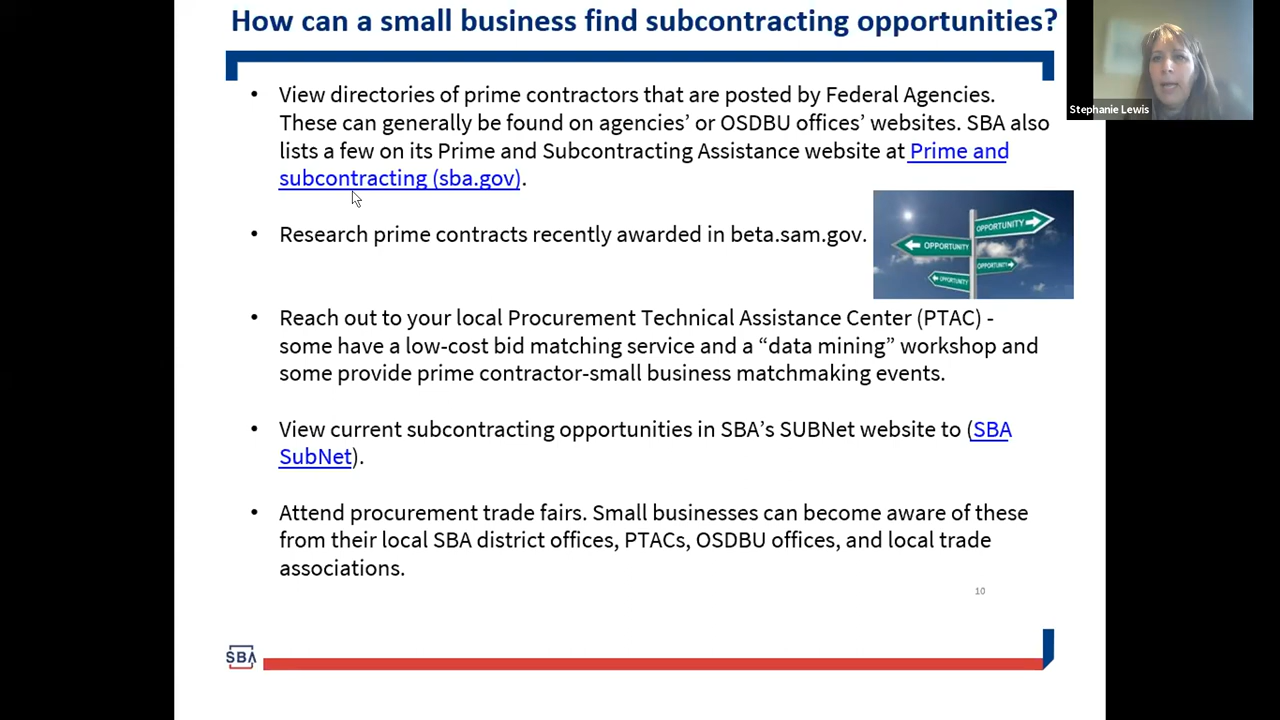 How can a small business find subcontracting opportunities?
Stephanie Lewis
• View directories of prime contractors that are posted by Federal Agencies.
These can generally be found on agencies’ or OSDBU offices’ websites. SBA also
lists a few on its Prime and Subcontracting Assistance website at Prime and
subcontracting (sba.gov).
• Research prime contracts recently awarded in beta.sam.gov.
OPPORTUNITY
OPPORTUNITY
OPPORTUNITY
OPPORTUNITY
• Reach out to your local Procurement Technical Assistance Center (PTAC) -
some have a low-cost bid matching service and a “data mining” workshop and
some provide prime contractor-small business matchmaking events.
• View current subcontracting opportunities in SBA’s SUBNet website to (SBA
SubNet).
• Attend procurement trade fairs. Small businesses can become aware of these
from their local SBA district offices, PTACs, OSDBU offices, and local trade
associations.
10
SBA